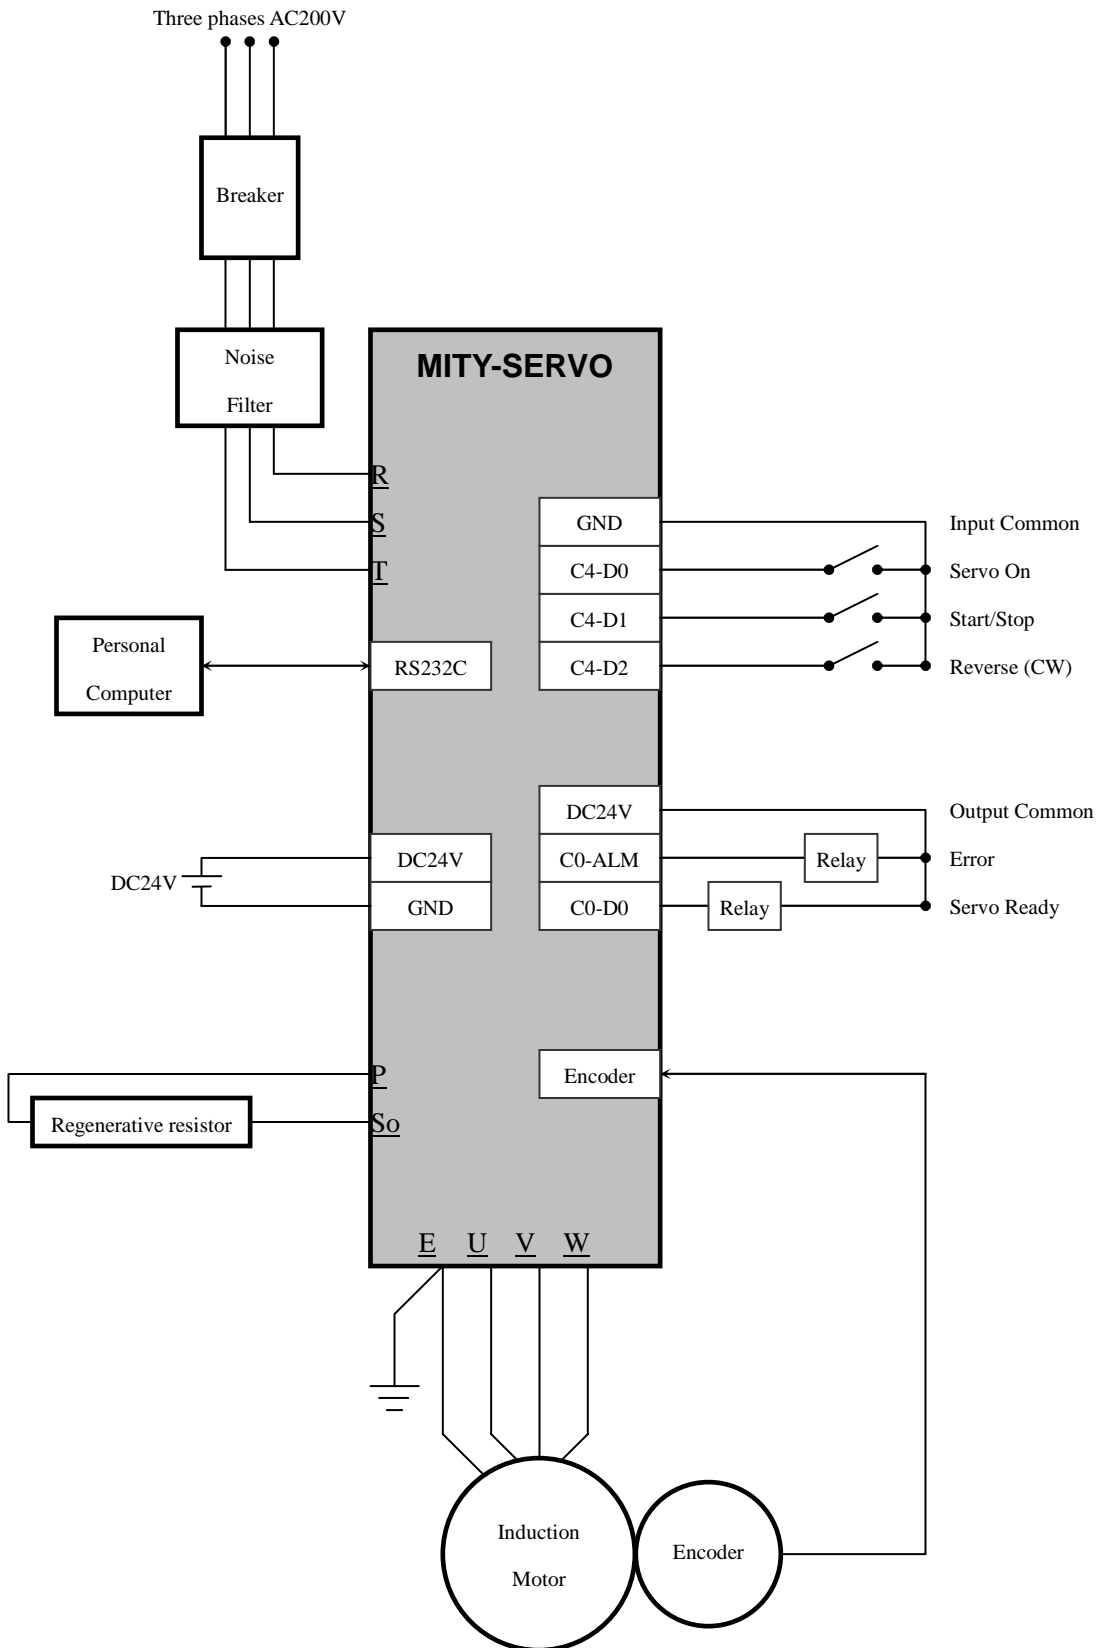 Three phases AC200V
Breaker
Noise
Filter
MITY-SERVO
R
S
T
GND
Input Common
C4-D0
Servo On
C4-D1
Start/Stop
Personal
Computer
RS232C
C4-D2
Reverse (CW)
DC24V
Output Common
DC24V
DC24V
C0-ALM
Relay
Error
GND
C0-D0
Relay
Servo Ready
P
Encoder
Regenerative resistor
So
E U V W
Induction
Motor
Encoder